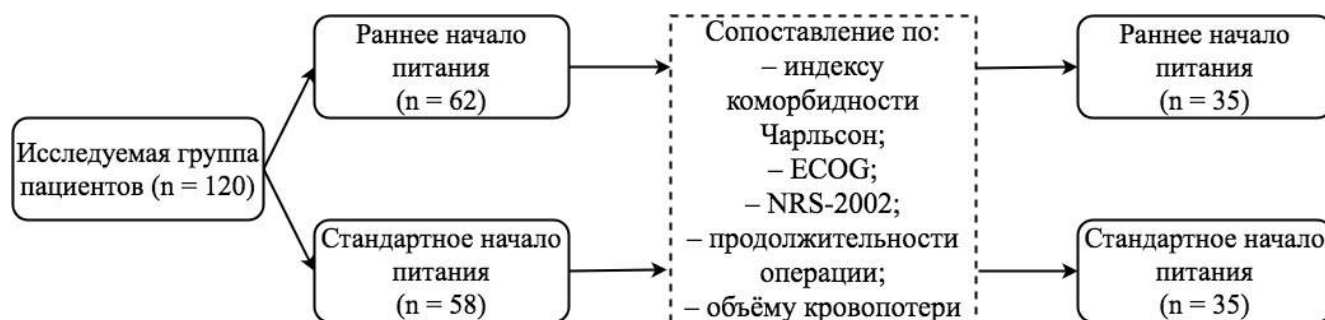 Исследуемая группа
пациентов (n = 120)
Раннее начало
питания
(n = 62)
Стандартное начало
питания
(n = 58)
Сопоставление по:
– индексу
коморбидности
Чарльсон;
– ECOG;
– NRS-2002;
– продолжительности
операции;
– объёму кровопотери
Раннее начало
питания
(n = 35)
Стандартное начало
питания
(n = 35)